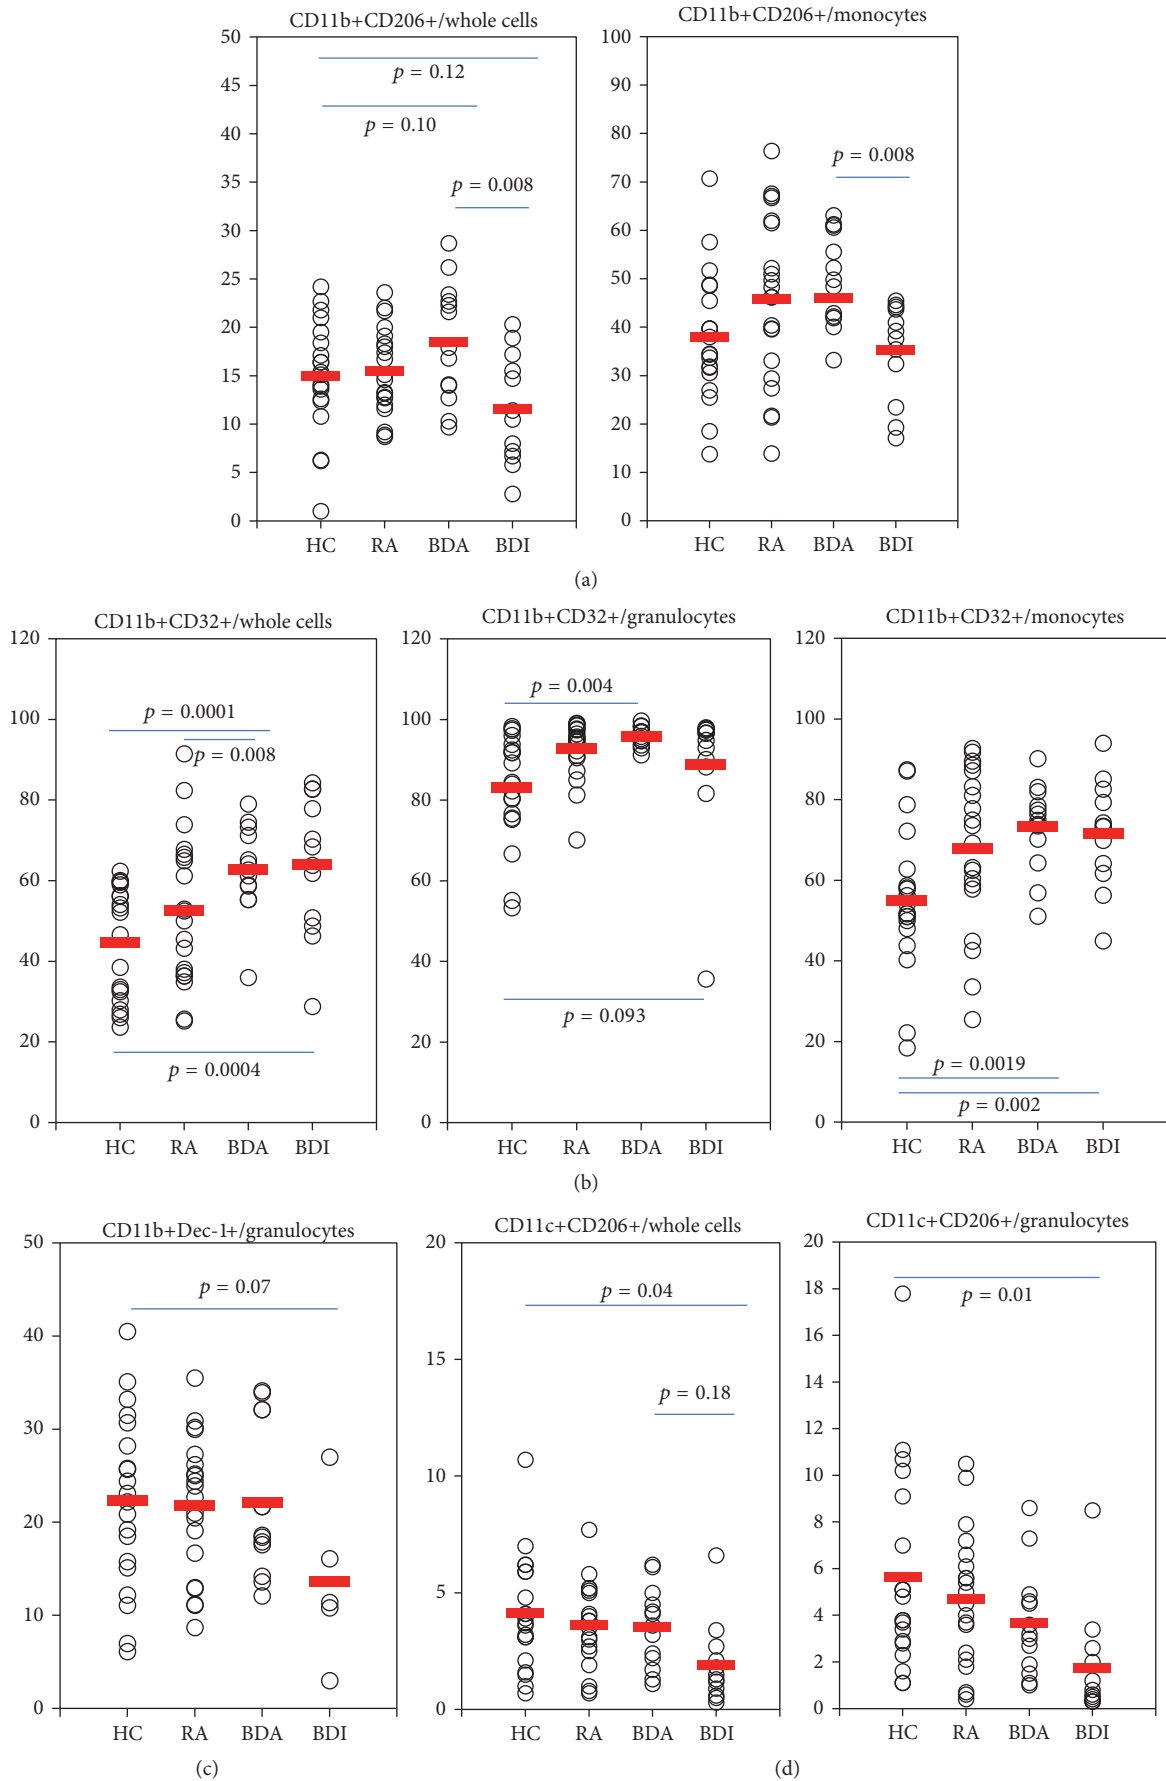 CD11b+CD206+/whole cells
CD11b+CD206+/monocytes
50
45
40
35
30
25
20
15
10
5
0
p = 0.12
p = 0.10
p = 0.008
HC RA BDA BDI
100
90
80
70
60
50
40
30
20
10
0
p = 0.008
HC RA BDA BDI
(a)
CD11b+CD32+/whole cells
CD11b+CD32+/granulocytes
CD11b+CD32+/monocytes
120
100
80
60
40
20
0
p = 0.0001
p = 0.008
p = 0.0004
HC RA BDA BDI
120
100
80
60
40
20
0
p = 0.004
p = 0.093
HC RA BDA BDI
120
100
80
60
40
20
0
p = 0.0019
p = 0.002
HC RA BDA BDI
(b)
CD11b+Dec-1+/granulocytes
CD11c+CD206+/whole cells
CD11c+CD206+/granulocytes
50
40
30
20
10
0
p = 0.07
HC RA BDA BDI
20
15
10
5
0
p = 0.04
p = 0.18
HC RA BDA BDI
20
18
16
14
12
10
8
6
4
2
0
p = 0.01
HC RA BDA BDI
(c)
(d)